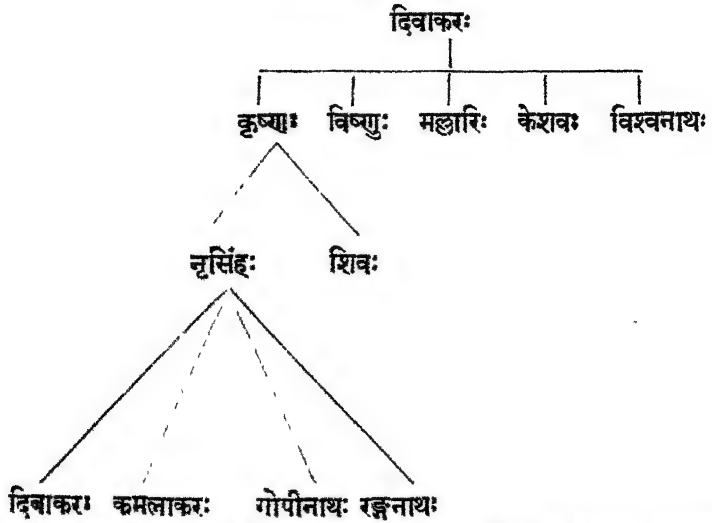 दिवाकरः
कृष्णः विष्णुः मल्लारिः केशवः विश्वनाथः
नृसिंहः शिवः
दिवाकरः कमलाकरः गोपीनाथः रङ्गनाथः